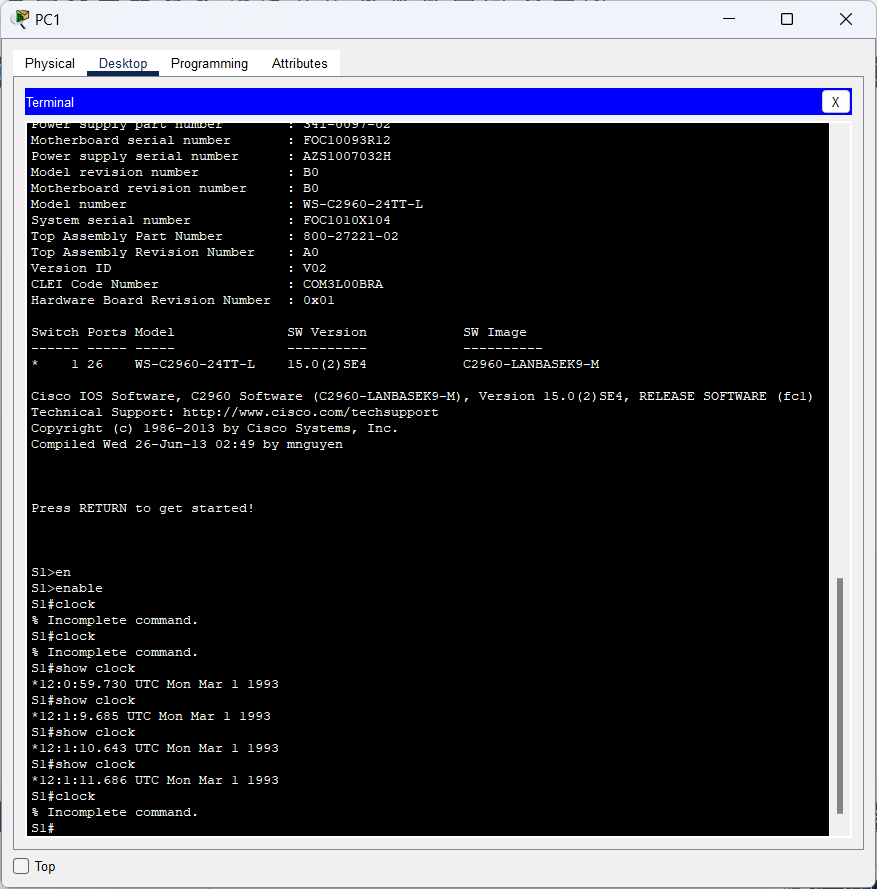 PC1
Physical Desktop Programming Attributes
Terminal X
Power supply part number : 341-0097-02
Motherboard serial number : FOC10093R12
Power supply serial number : AZS1007032H
Model revision number : B0
Motherboard revision number : B0
Model number : WS-C2960-24TT-L
System serial number : FOC1010X104
Top Assembly Part Number : 800-27221-02
Top Assembly Revision Number : A0
Version ID : V02
CLEI Code Number : COM3L00BRA
Hardware Board Revision Number : 0x01
Switch Ports Model SW Version SW Image
------ ----- ----- ---------- ----------
* 1 26 WS-C2960-24TT-L 15.0(2)SE4 C2960-LANBASEK9-M
Cisco IOS Software, C2960 Software (C2960-LANBASEK9-M), Version 15.0(2)SE4, RELEASE SOFTWARE (fc1)
Technical Support: http://www.cisco.com/techsupport
Copyright (c) 1986-2013 by Cisco Systems, Inc.
Compiled Wed 26-Jun-13 02:49 by mnguyen
Press RETURN to get started!
S1>en
S1>enable
S1#clock
% Incomplete command.
S1#clock
% Incomplete command.
S1#show clock
*12:0:59.730 UTC Mon Mar 1 1993
S1#show clock
*12:1:9.685 UTC Mon Mar 1 1993
S1#show clock
*12:1:10.643 UTC Mon Mar 1 1993
S1#show clock
*12:1:11.686 UTC Mon Mar 1 1993
S1#clock
% Incomplete command.
S1#
Top